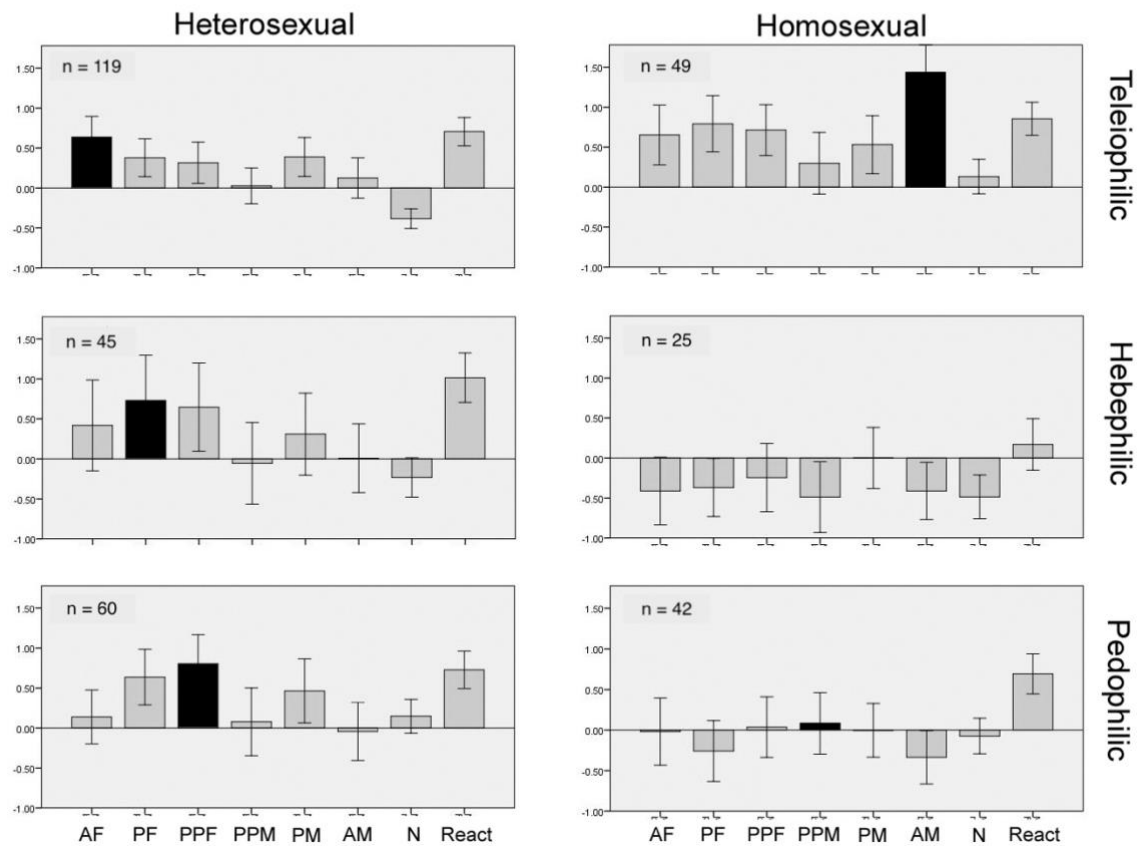 Heterosexual
Homosexual
n = 119
1.50
1.00
0.50
0.00
-0.50
-1.00
n = 49
1.50
1.00
0.50
0.00
-0.50
-1.00
Teleiophilic
n = 45
1.50
1.00
0.50
0.00
-0.50
-1.00
n = 25
1.50
1.00
0.50
0.00
-0.50
-1.00
Hebephilic
n = 60
1.50
1.00
0.50
0.00
-0.50
-1.00
n = 42
1.50
1.00
0.50
0.00
-0.50
-1.00
Pedophilic
AF PF PPF PPM PM AM N React
AF PF PPF PPM PM AM N React